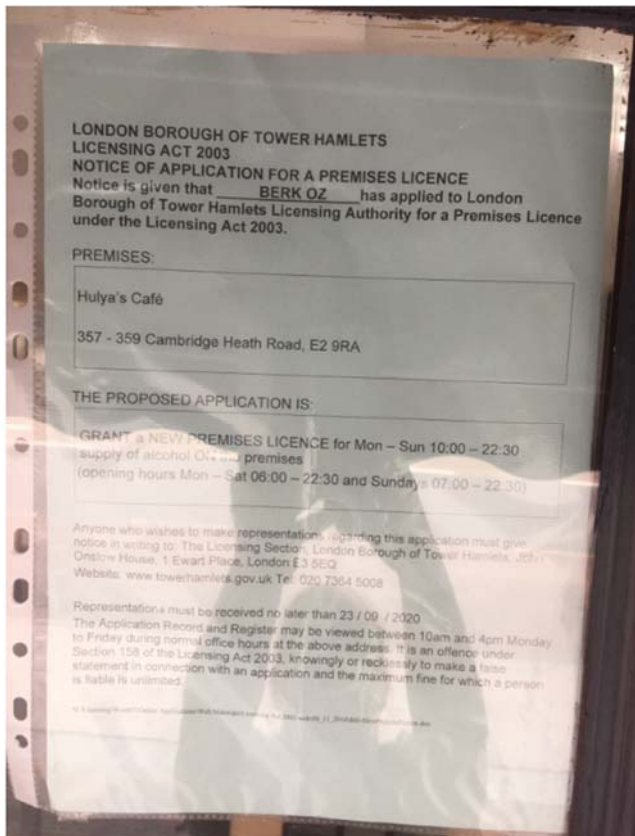 LONDON BOROUGH OF TOWER HAMLETS
LICENSING ACT 2003
NOTICE OF APPLICATION FOR A PREMISES LICENCE
Notice is given that BERK OZ has applied to London
Borough of Tower Hamlets Licensing Authority for a Premises Licence
under the Licensing Act 2003.
PREMISES:
Hulya's Café
357 - 359 Cambridge Heath Road, E2 9RA
THE PROPOSED APPLICATION IS:
GRANT a NEW PREMISES LICENCE for Mon – Sun 10:00 – 22:30
supply of alcohol premises
(opening hours Mon – Sat 06:00 – 22:30 and Sundays 07:00 – 22:30)
Anyone who wishes to make representations regarding this application must give
notice in writing to: The Licensing Section, London Borough of Tower Hamlets, John
Onslow House, 1 Ewart Place, London E3 5EQ
Website: www.towerhamlets.gov.uk Tel: 020 7364 5008
Representations must be received no later than 23 / 09 / 2020
The Application Record and Register may be viewed between 10am and 4pm Monday
to Friday during normal office hours at the above address. It is an offence under
Section 158 of the Licensing Act 2003, knowingly or recklessly to make a false
statement in connection with an application and the maximum fine for which a person
is liable is unlimited.